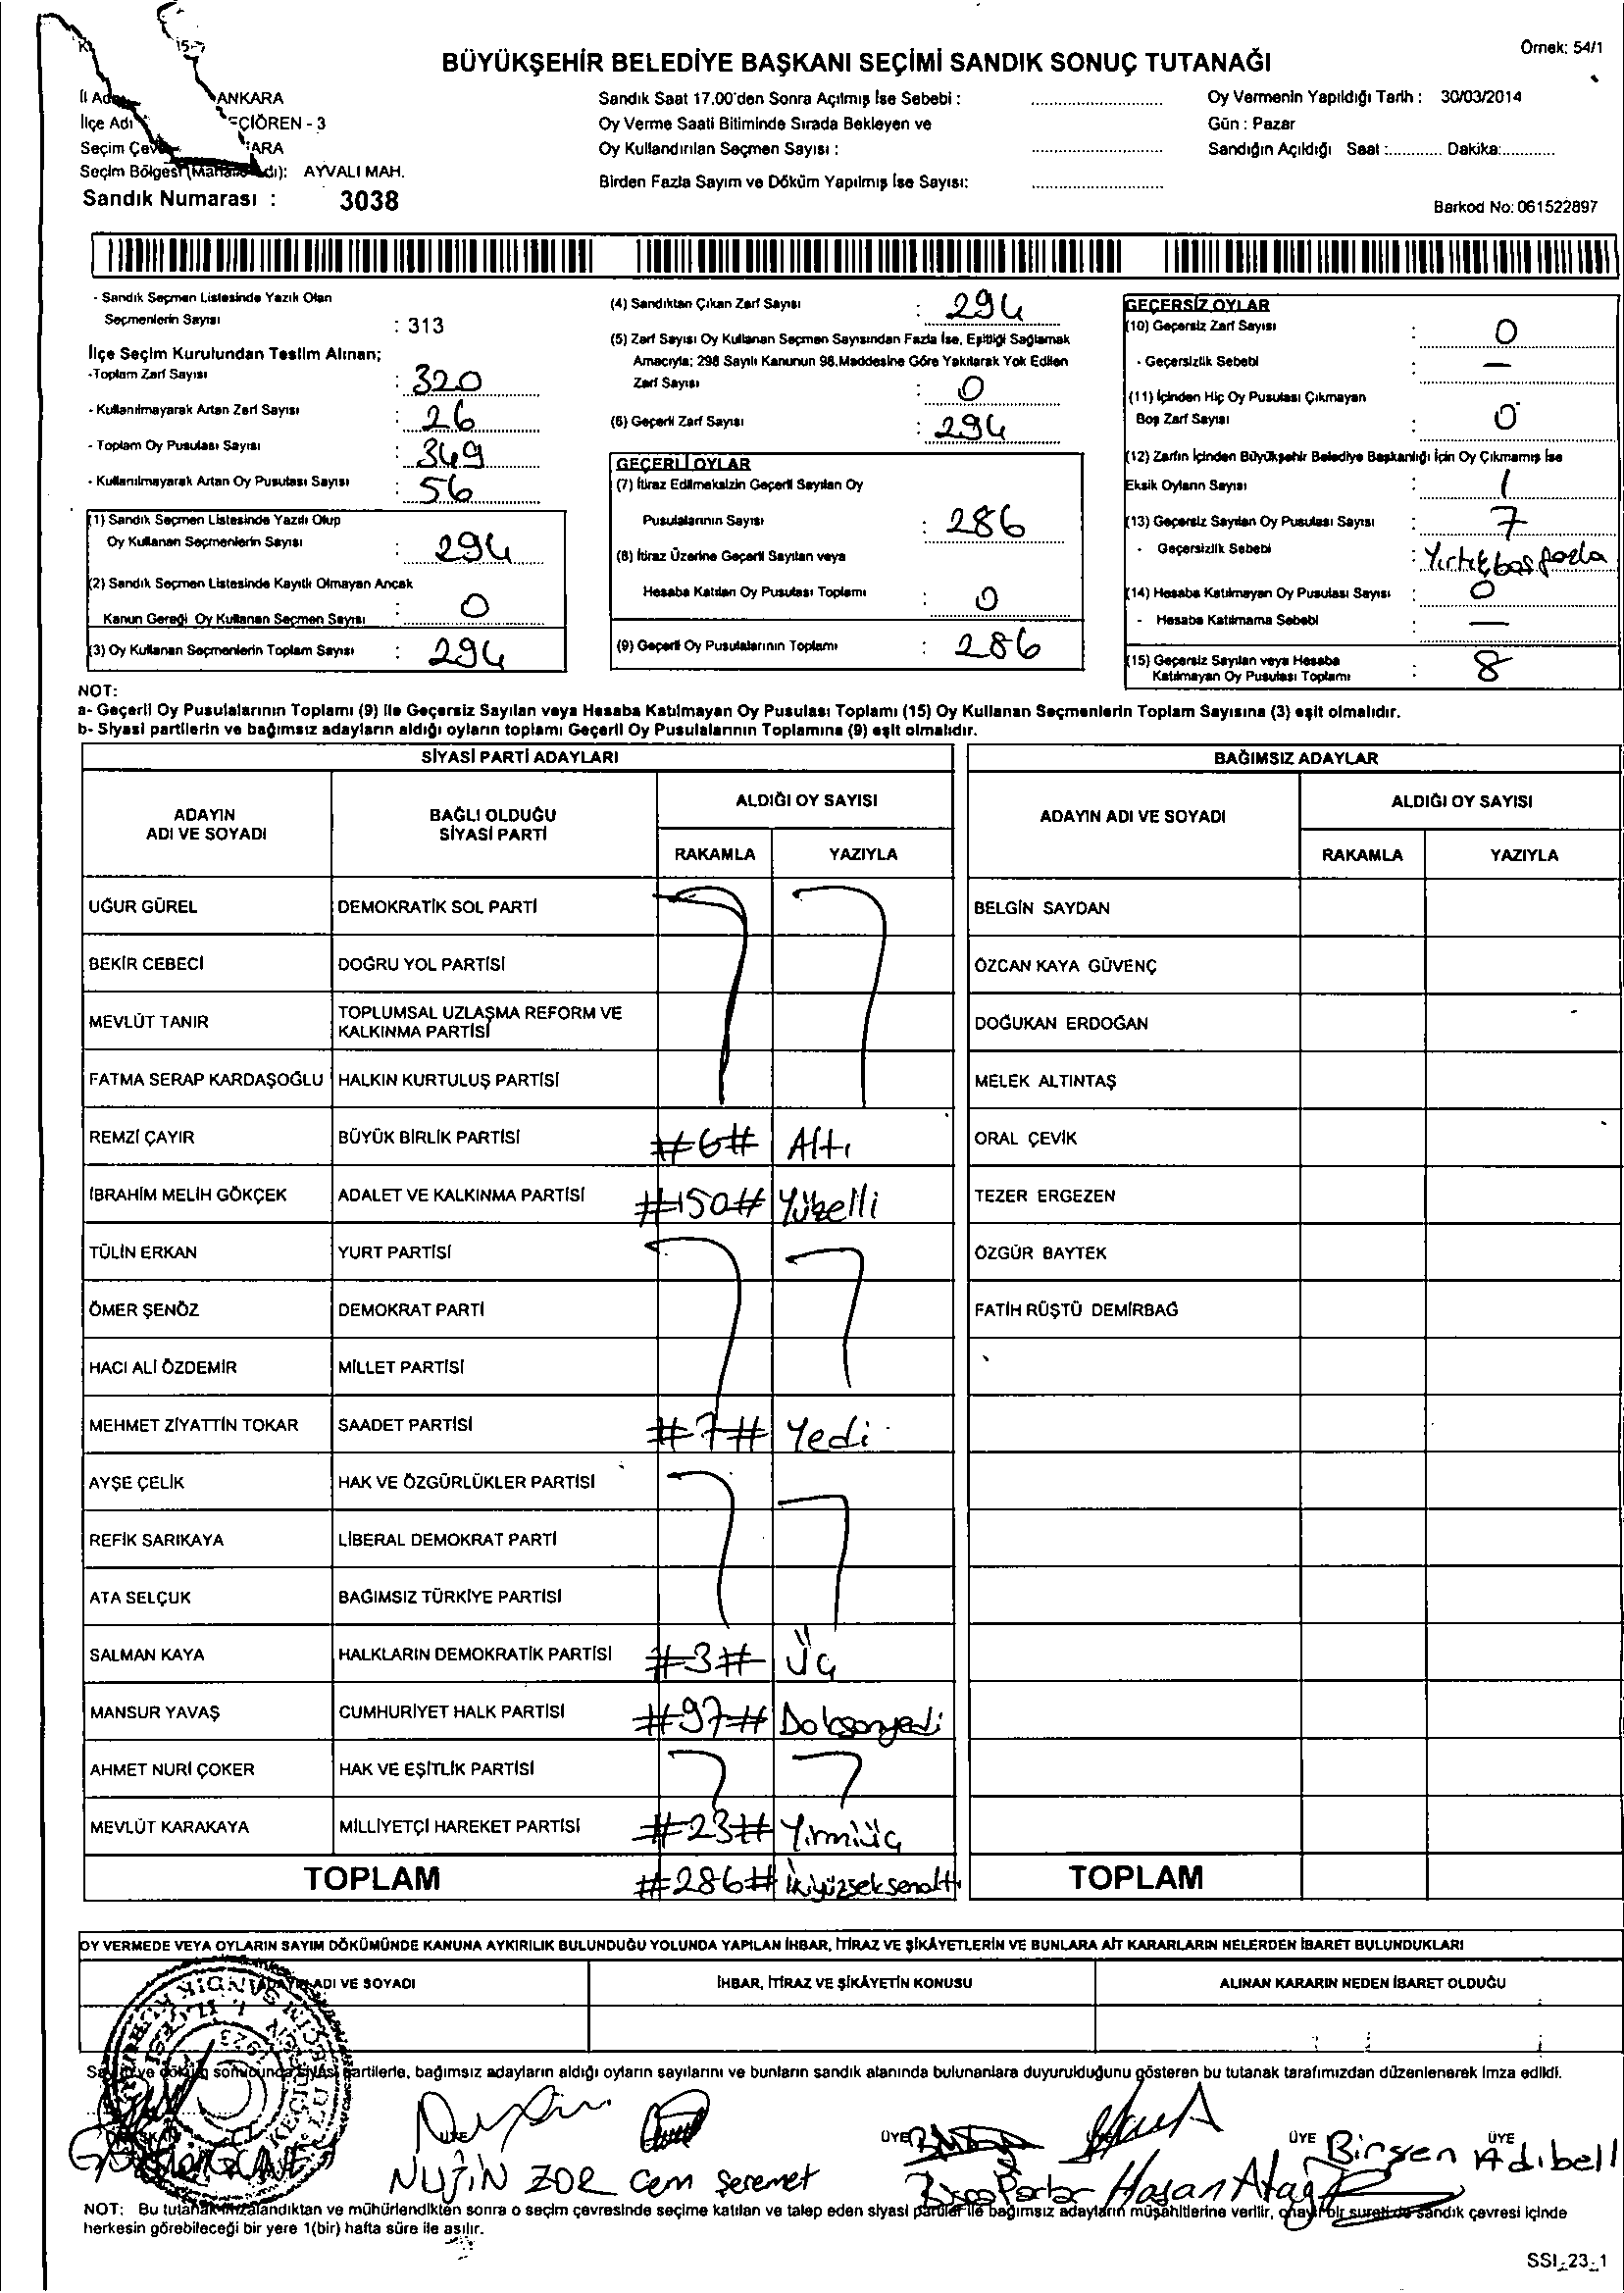 Örnek: 54/1
BÜYÜKŞEHİR BELEDİYE BAŞKANI SEÇİMİ SANDIK SONUÇ TUTANAĞI
ANKARA
İlçe Adı ECİÖREN - 3
Seçim Çev ARA
Seçim Bölgesi AYVALI MAH.
Sandık Numarası : 3038
Sandık Saat 17.00'den Sonra Açılmış İse Sebebi :
Oy Verme Saati Bitiminde Sırada Bekleyen ve
Oy Kullandırılan Seçmen Sayısı :
Birden Fazla Sayım ve Döküm Yapılmış İse Sayısı:
Oy Vermenin Yapıldığı Tarih : 30/03/2014
Gün : Pazar
Sandığın Açıldığı Saat :............ Dakika:............
Barkod No: 061522897
- Sandık Seçmen Listesinde Yazılı Olan
Seçmenlerin Sayısı : 313
İlçe Seçim Kurulundan Teslim Alınan;
-Toplam Zarf Sayısı : 320
- Kullanılmayarak Artan Zarf Sayısı : 26
- Toplam Oy Pusulası Sayısı : 349
- Kullanılmayarak Artan Oy Pusulası Sayısı : 56
(1) Sandık Seçmen Listesinde Yazılı Olup
Oy Kullanan Seçmenlerin Sayısı : 294
(2) Sandık Seçmen Listesinde Kayıtlı Olmayan Ancak
Kanun Gereği Oy Kullanan Seçmen Sayısı : 0
(3) Oy Kullanan Seçmenlerin Toplam Sayısı : 294
(4) Sandıktan Çıkan Zarf Sayısı : 294
(5) Zarf Sayısı Oy Kullanan Seçmen Sayısından Fazla İse, Eşitliği Sağlamak
Amacıyla; 298 Sayılı Kanunun 98.Maddesine Göre Yakılarak Yok Edilen
Zarf Sayısı : 0
(6) Geçerli Zarf Sayısı : 294
GEÇERLİ OYLAR
(7) İtiraz Edilmeksizin Geçerli Sayılan Oy
Pusulalarının Sayısı : 286
(8) İtiraz Üzerine Geçerli Sayılan veya
Hesaba Katılan Oy Pusulası Toplamı : 0
(9) Geçerli Oy Pusulalarının Toplamı : 286
GEÇERSİZ OYLAR
(10) Geçersiz Zarf Sayısı : 0
- Geçersizlik Sebebi : —
(11) İçinden Hiç Oy Pusulası Çıkmayan
Boş Zarf Sayısı : 0
(12) Zarfın İçinden Büyükşehir Belediye Başkanlığı İçin Oy Çıkmamış İse
Eksik Oyların Sayısı : 1
(13) Geçersiz Sayılan Oy Pusulası Sayısı : 7
- Geçersizlik Sebebi : Yırtık boş fazla
(14) Hesaba Katılmayan Oy Pusulası Sayısı : 0
- Hesaba Katılmama Sebebi : —
(15) Geçersiz Sayılan veya Hesaba
Katılmayan Oy Pusulası Toplamı : 8
NOT:
a- Geçerli Oy Pusulalarının Toplamı (9) ile Geçersiz Sayılan veya Hesaba Katılmayan Oy Pusulası Toplamı (15) Oy Kullanan Seçmenlerin Toplam Sayısına (3) eşit olmalıdır.
b- Siyasi partilerin ve bağımsız adayların aldığı oyların toplamı Geçerli Oy Pusulalarının Toplamına (9) eşit olmalıdır.
SİYASİ PARTİ ADAYLARI
BAĞIMSIZ ADAYLAR
ADAYIN
ADI VE SOYADI
BAĞLI OLDUĞU
SİYASİ PARTİ
ALDIĞI OY SAYISI
RAKAMLA YAZIYLA
ADAYIN ADI VE SOYADI
ALDIĞI OY SAYISI
RAKAMLA YAZIYLA
UĞUR GÜREL DEMOKRATİK SOL PARTİ BELGİN SAYDAN
BEKİR CEBECİ DOĞRU YOL PARTİSİ ÖZCAN KAYA GÜVENÇ
MEVLÜT TANIR TOPLUMSAL UZLAŞMA REFORM VE KALKINMA PARTİSİ DOĞUKAN ERDOĞAN
FATMA SERAP KARDAŞOĞLU HALKIN KURTULUŞ PARTİSİ MELEK ALTINTAŞ
REMZİ ÇAYIR BÜYÜK BİRLİK PARTİSİ #6# Altı ORAL ÇEVİK
İBRAHİM MELİH GÖKÇEK ADALET VE KALKINMA PARTİSİ #150# Yüzelli TEZER ERGEZEN
TÜLİN ERKAN YURT PARTİSİ ÖZGÜR BAYTEK
ÖMER ŞENÖZ DEMOKRAT PARTİ FATİH RÜŞTÜ DEMİRBAĞ
HACI ALİ ÖZDEMİR MİLLET PARTİSİ
MEHMET ZİYATTİN TOKAR SAADET PARTİSİ #7# Yedi
AYŞE ÇELİK HAK VE ÖZGÜRLÜKLER PARTİSİ
REFİK SARIKAYA LİBERAL DEMOKRAT PARTİ
ATA SELÇUK BAĞIMSIZ TÜRKİYE PARTİSİ
SALMAN KAYA HALKLARIN DEMOKRATİK PARTİSİ #3# Üç
MANSUR YAVAŞ CUMHURİYET HALK PARTİSİ #97# Doksanyedi
AHMET NURİ ÇOKER HAK VE EŞİTLİK PARTİSİ
MEVLÜT KARAKAYA MİLLİYETÇİ HAREKET PARTİSİ #23# Yirmiüç
TOPLAM #286# ikiyüzseksenaltı TOPLAM
OY VERMEDE VEYA OYLARIN SAYIM DÖKÜMÜNDE KANUNA AYKIRILIK BULUNDUĞU YOLUNDA YAPILAN İHBAR, İTİRAZ VE ŞİKÂYETLERİN VE BUNLARA AİT KARARLARIN NELERDEN İBARET BULUNDUKLARI
ADI VE SOYADI İHBAR, İTİRAZ VE ŞİKÂYETİN KONUSU ALINAN KARARIN NEDEN İBARET OLDUĞU
partilerle, bağımsız adayların aldığı oyların sayılarını ve bunların sandık alanında bulunanlara duyurulduğunu gösteren bu tutanak tarafımızdan düzenlenerek imza edildi.
ÜYE ÜYE ÜYE
NUJİN ZOR Cem Seremet Hasan Birsen Adıbelli
NOT: Bu tutanak imzalandıktan ve mühürlendikten sonra o seçim çevresinde seçime katılan ve talep eden siyasi partiler ile bağımsız adayların müşahitlerine verilir, onaylı bir sureti de sandık çevresi içinde
herkesin görebileceği bir yere 1(bir) hafta süre ile asılır.
SSI_23_1